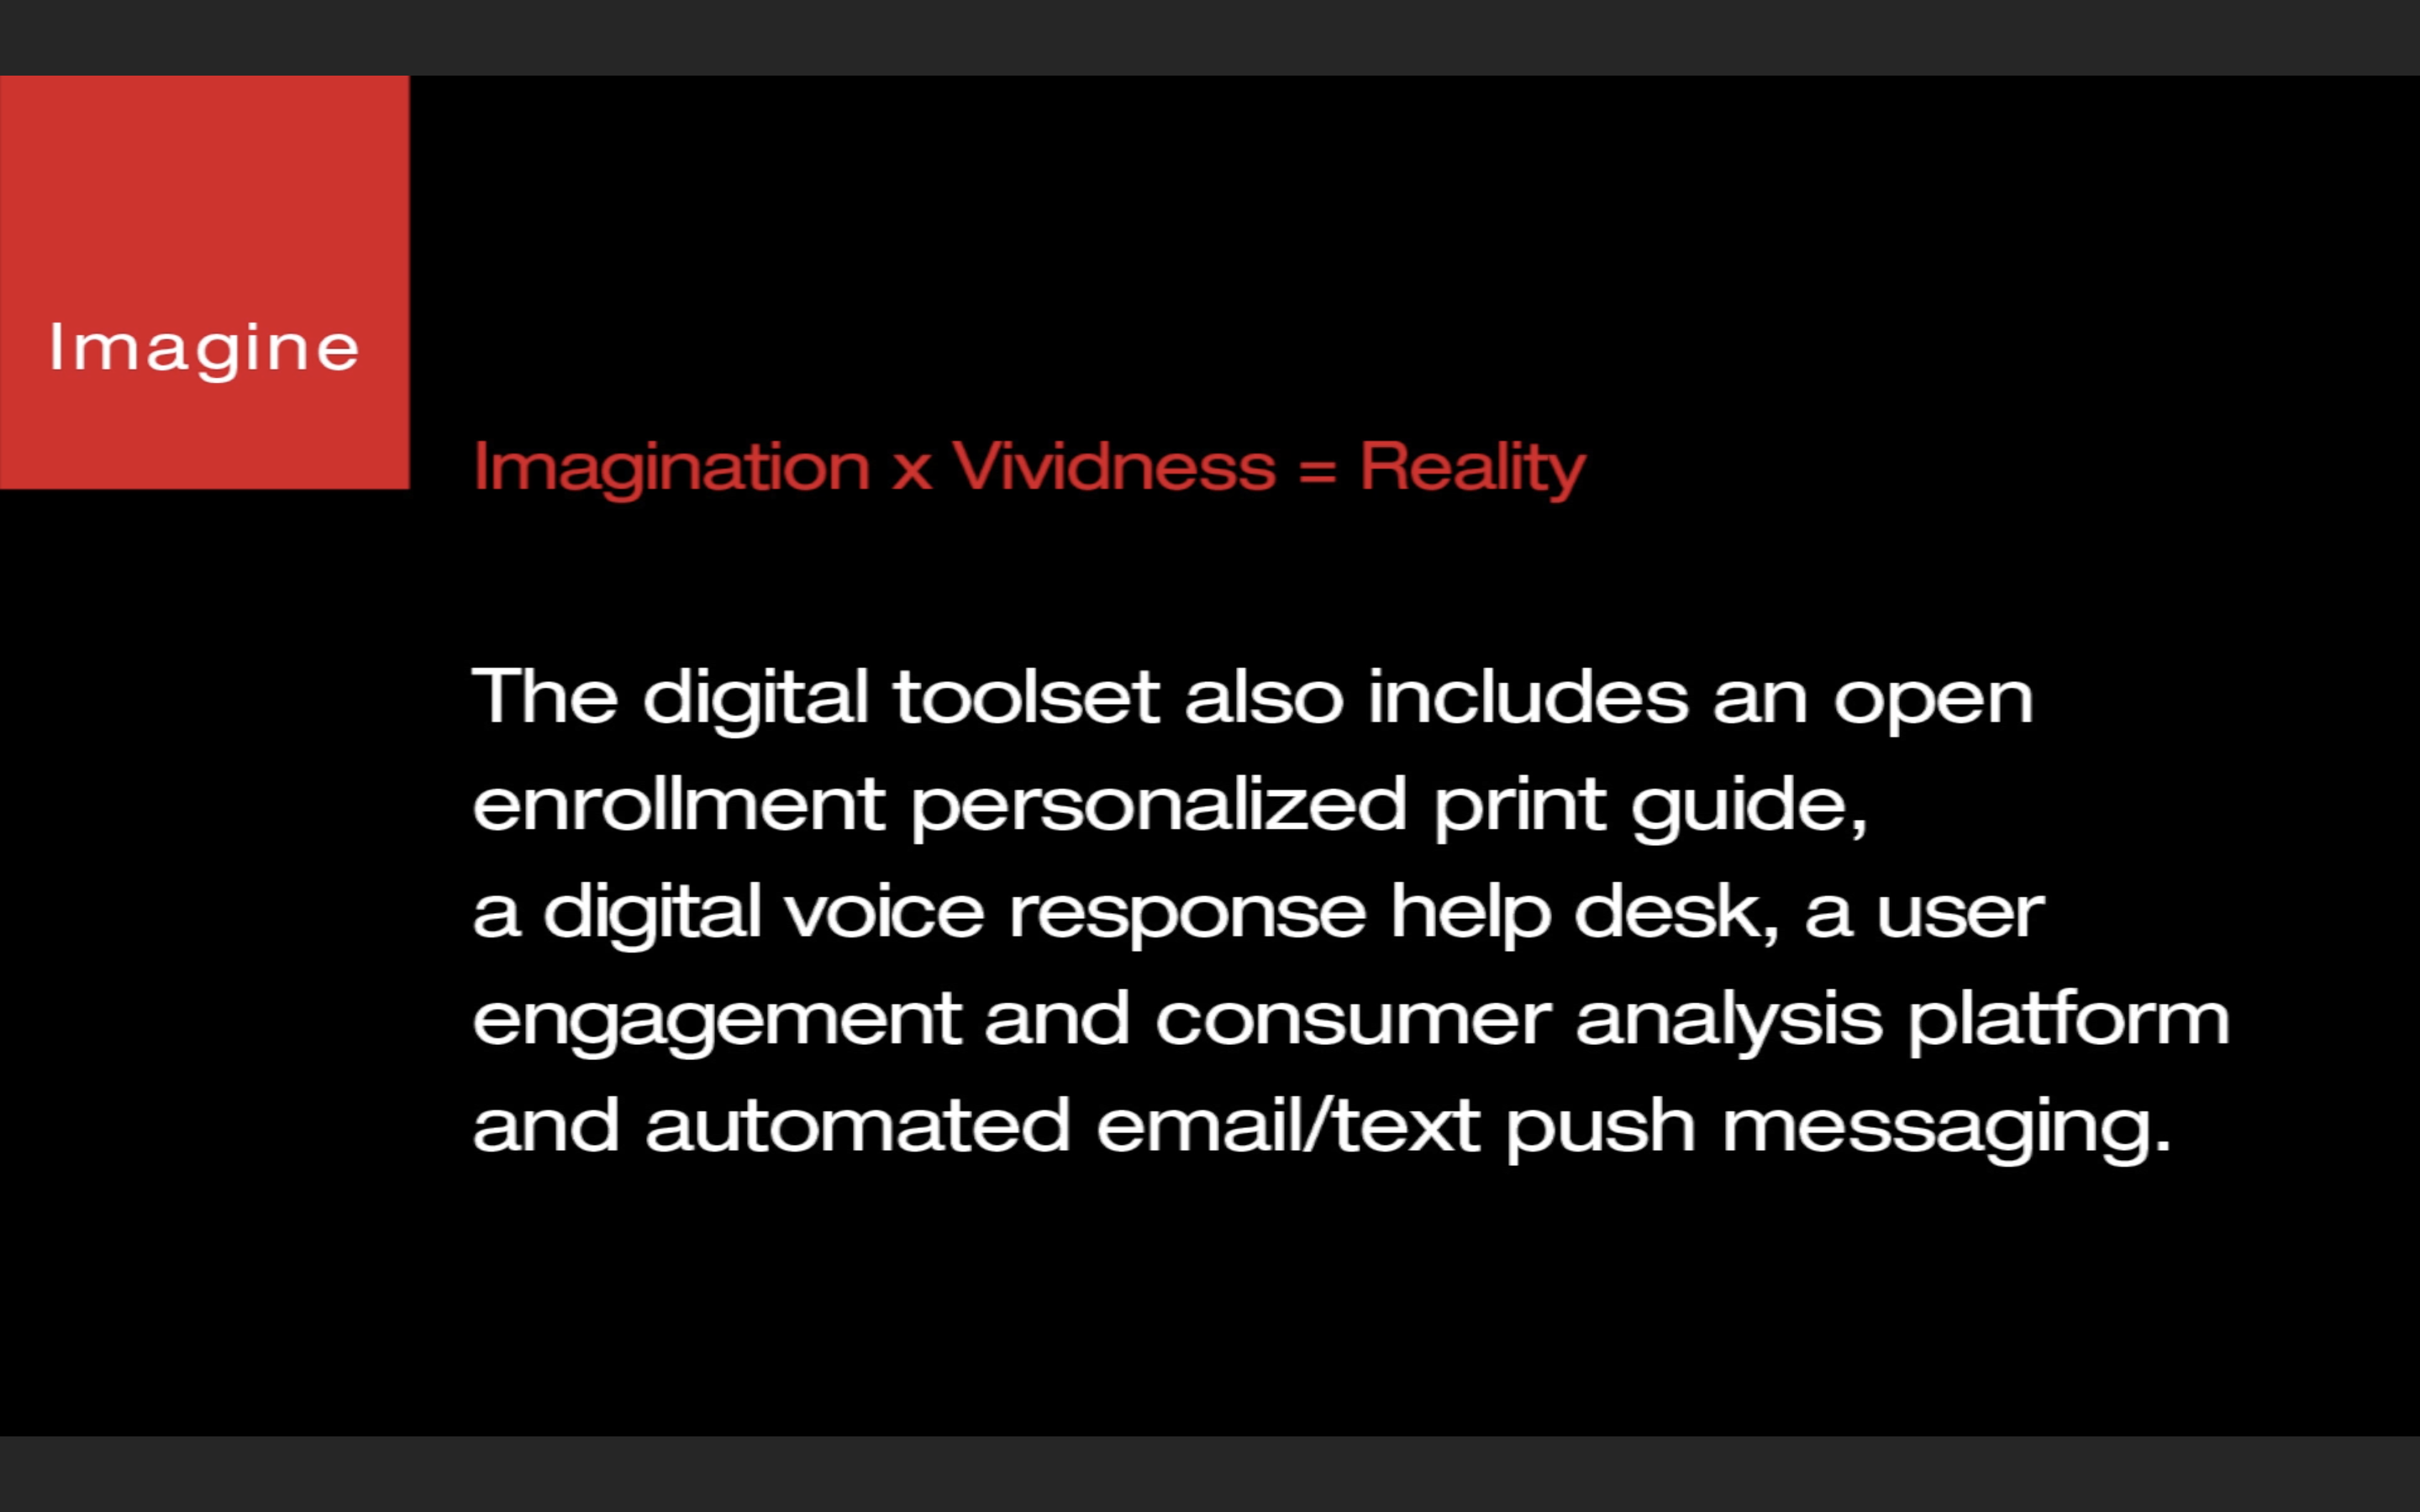 Imagine
Imagination x Vividness = Reality
The digital toolset also includes an open
enrollment personalized print guide,
a digital voice response help desk, a user
engagement and consumer analysis platform
and automated email/text push messaging.